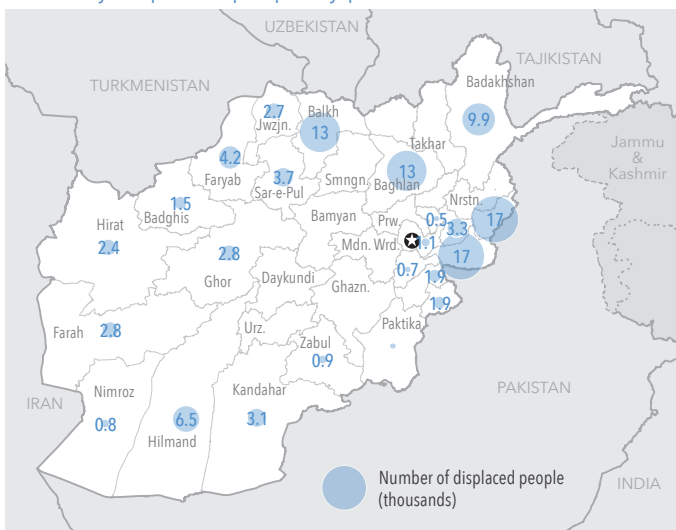 UZBEKISTAN
TAJIKISTAN
TURKMENISTAN
Badakhshan
2.7
Balkh
9.9
Jwzjn.
13
Jammu
&
Kashmir
Takhar
4.2
3.7
13
Faryab
Sar-e-Pul
Smngn.
Baghlan
Nrstn.
1.5
Badghis
Bamyan
Prw.
0.5
17
Hirat
3.3
2.4
Mdn. Wrd.
1.1
2.8
17
Ghor
Daykundi
Ghazn.
0.7
1.9
1.9
Farah
2.8
Urz.
Zabul
Paktika
0.9
Nimroz
Kandahar
PAKISTAN
IRAN
0.8
6.5
3.1
Hilmand
Number of displaced people
(thousands)
INDIA